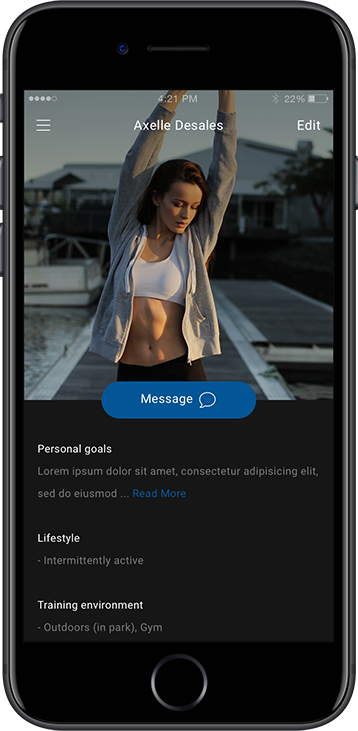 4:21 PM 22%
Axelle Desales Edit
Message
Personal goals
Lorem ipsum dolor sit amet, consectetur adipisicing elit,
sed do eiusmod ... Read More
Lifestyle
- Intermittently active
Training environment
- Outdoors (in park), Gym